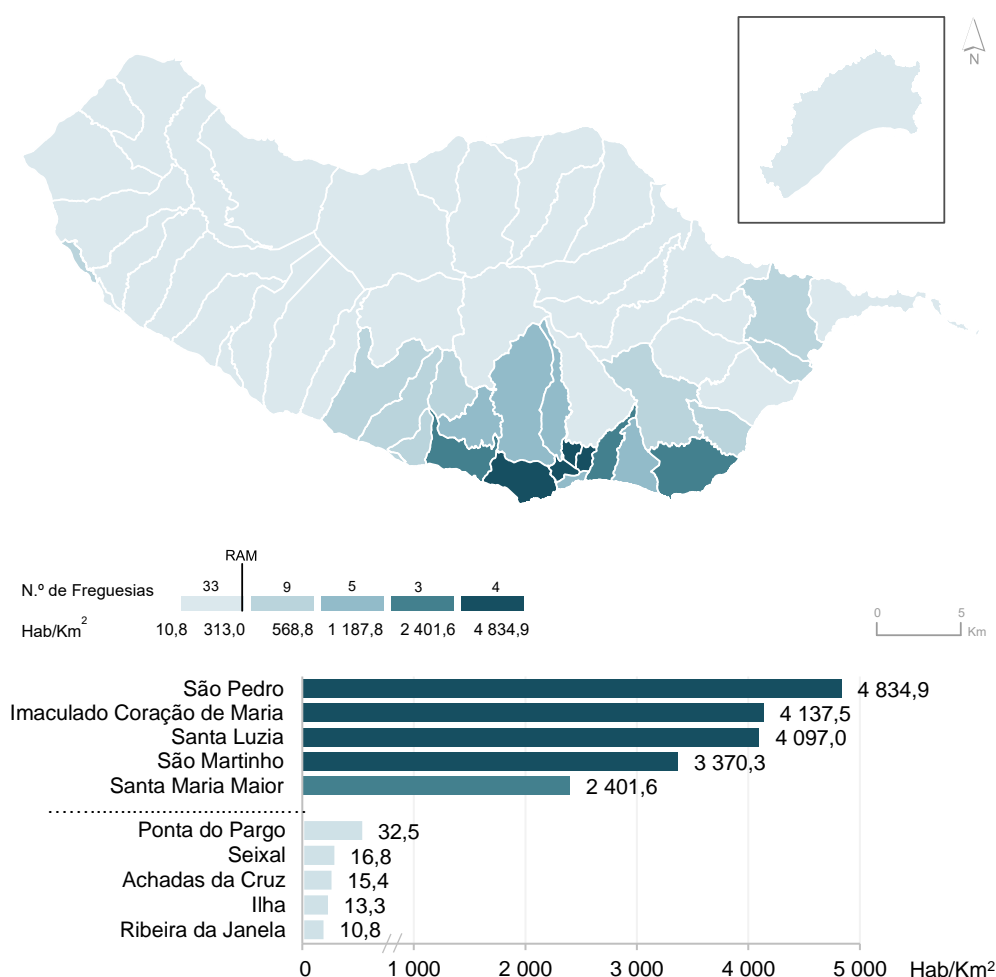 N
RAM
N.º de Freguesias 33 9 5 3 4
Hab/Km² 10,8 313,0 568,8 1 187,8 2 401,6 4 834,9
0 5
Km
São Pedro 4 834,9
Imaculado Coração de Maria 4 137,5
Santa Luzia 4 097,0
São Martinho 3 370,3
Santa Maria Maior 2 401,6
Ponta do Pargo 32,5
Seixal 16,8
Achadas da Cruz 15,4
Ilha 13,3
Ribeira da Janela 10,8
0 1 000 2 000 3 000 4 000 5 000 Hab/Km²